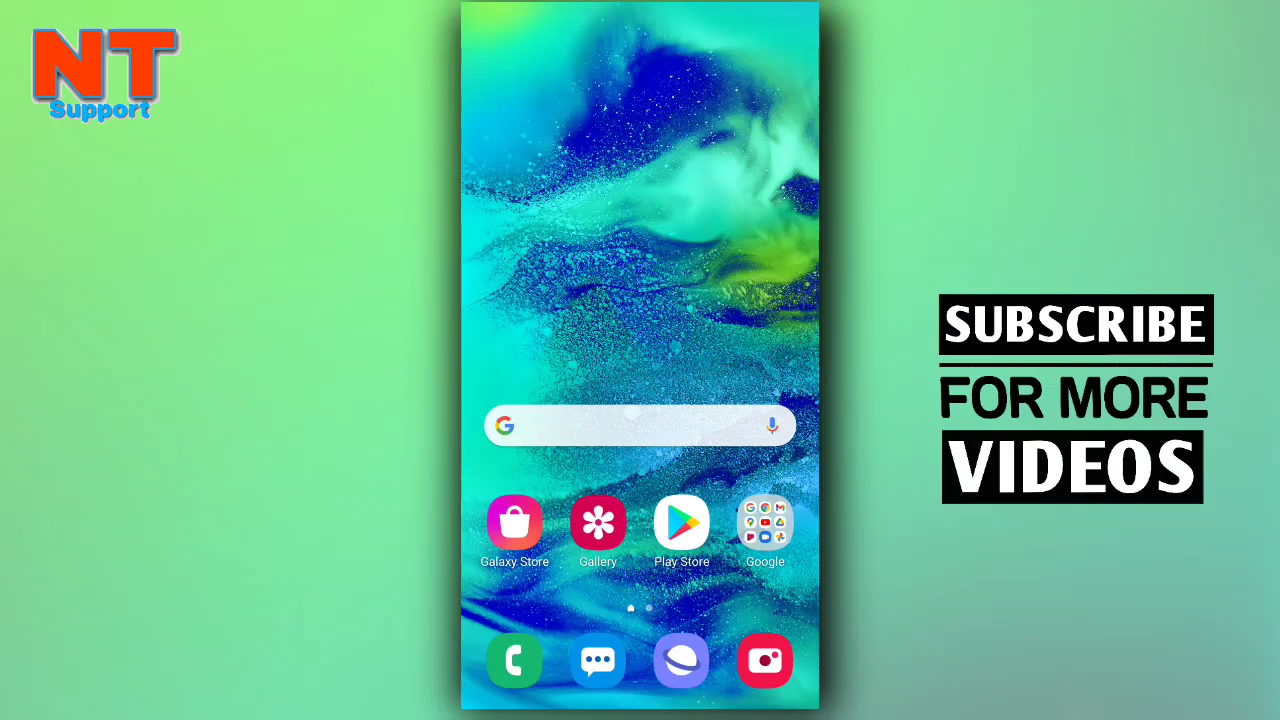 NT
Support
SUBSCRIBE
FOR MORE
VIDEOS
Galaxy Store
Gallery
Play Store
Google